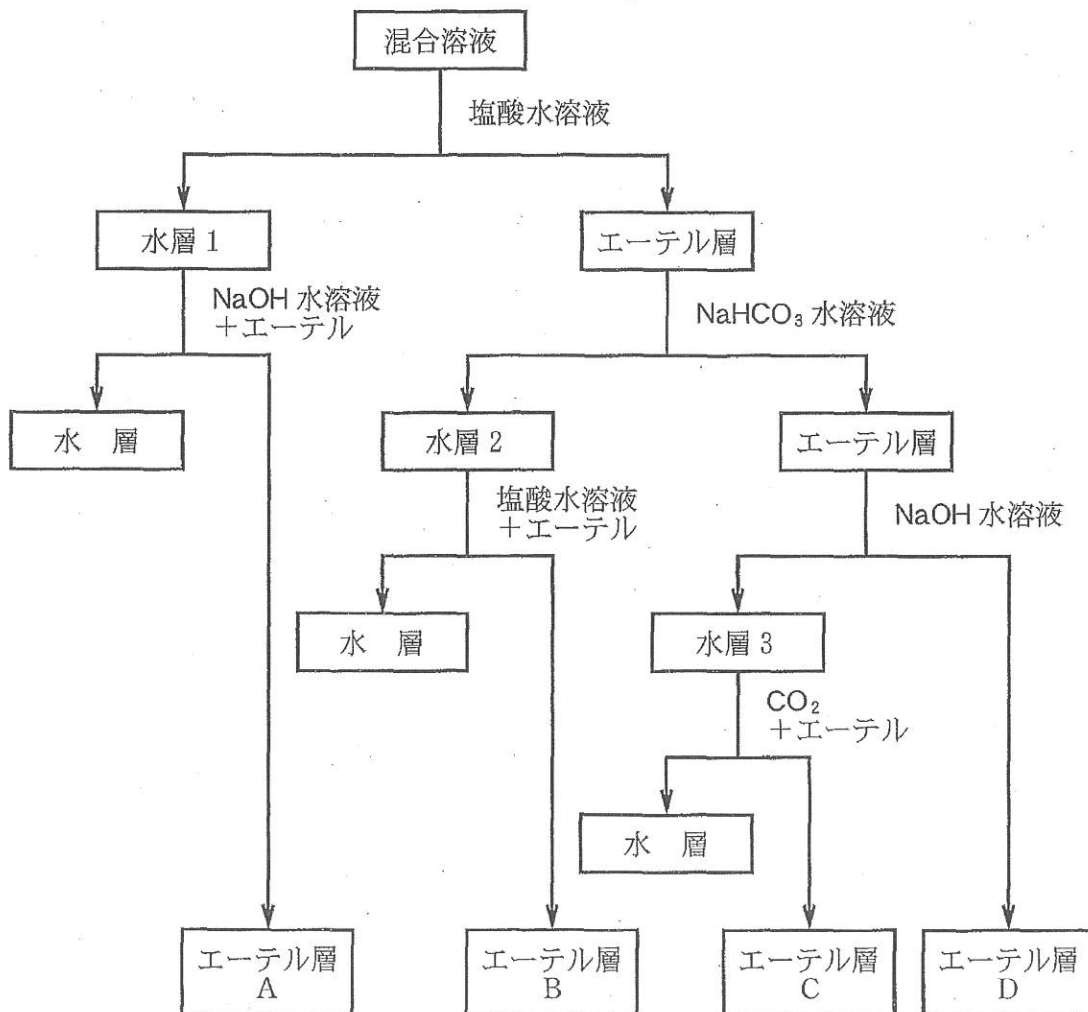 混合溶液
塩酸水溶液
水層1
エーテル層
NaOH 水溶液
+エーテル
NaHCO₃ 水溶液
水 層
水層2
エーテル層
塩酸水溶液
+エーテル
NaOH 水溶液
水 層
水層3
CO₂
+エーテル
水 層
エーテル層
A
エーテル層
B
エーテル層
C
エーテル層
D